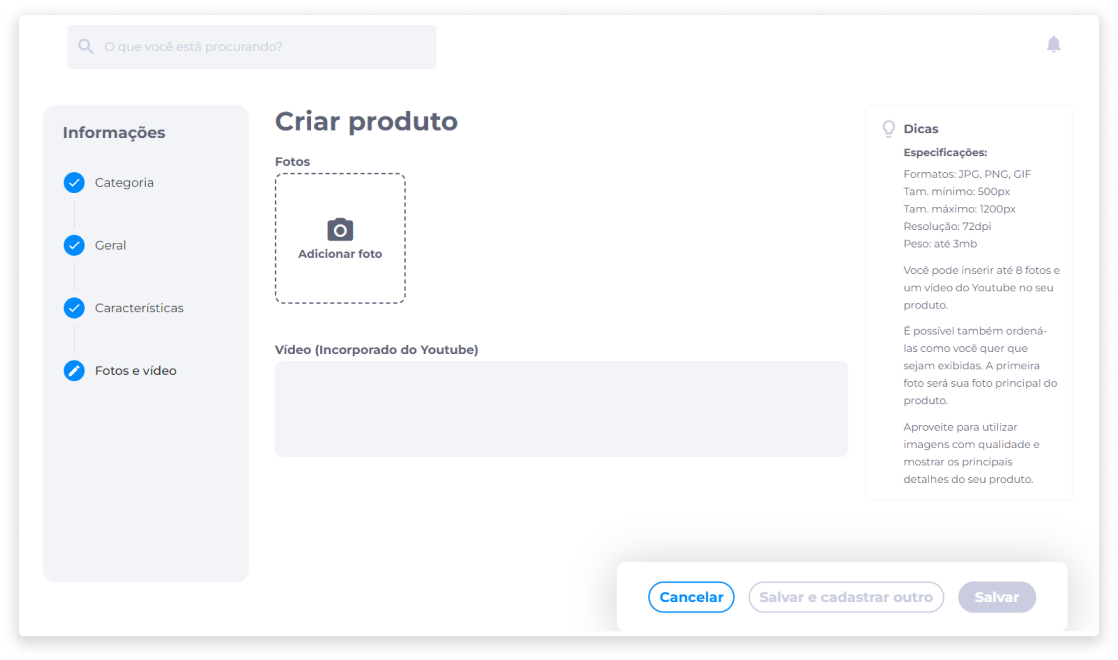 O que você está procurando?
Informações
Categoria
Geral
Características
Fotos e vídeo
Criar produto
Fotos
Adicionar foto
Vídeo (Incorporado do Youtube)
Dicas
Especificações:
Formatos: JPG, PNG, GIF
Tam. mínimo: 500px
Tam. máximo: 1200px
Resolução: 72dpi
Peso: até 3mb
Você pode inserir até 8 fotos e
um vídeo do Youtube no seu
produto.
É possível também ordená-
las como você quer que
sejam exibidas. A primeira
foto será sua foto principal do
produto.
Aproveite para utilizar
imagens com qualidade e
mostrar os principais
detalhes do seu produto.
Cancelar
Salvar e cadastrar outro
Salvar